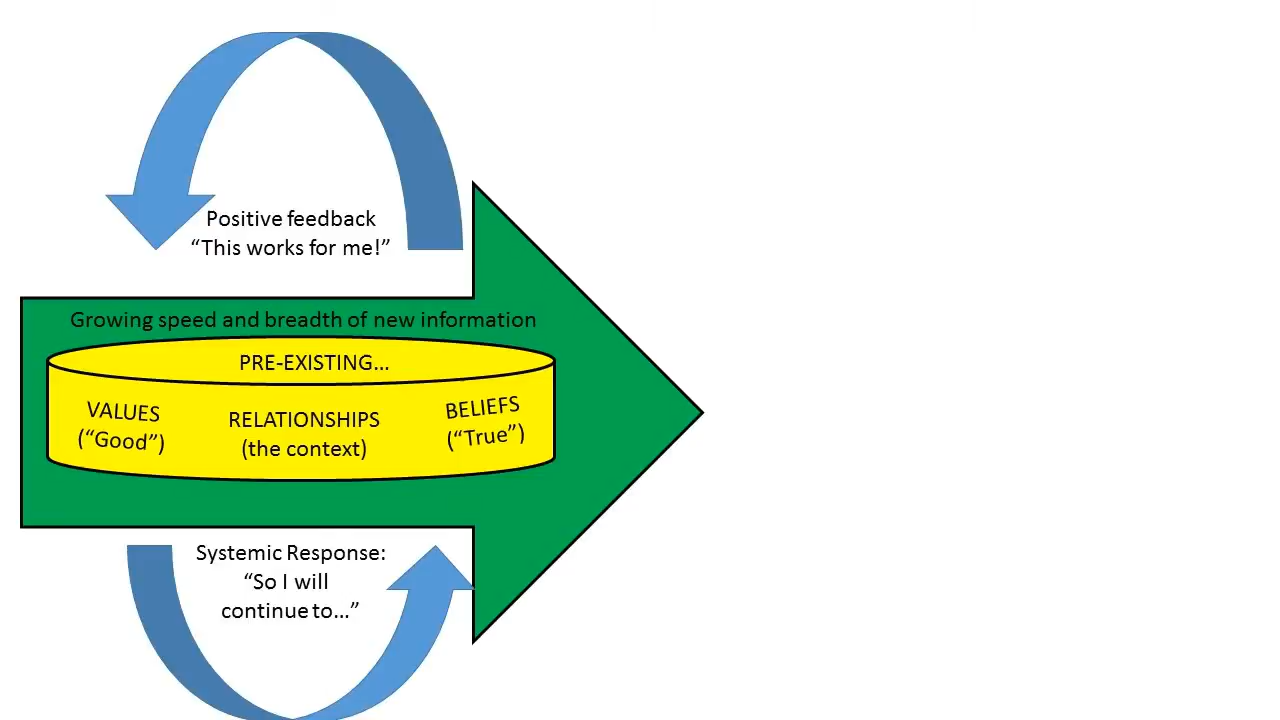 Positive feedback
“This works for me!”
Growing speed and breadth of new information
PRE-EXISTING...
VALUES
(“Good”)
RELATIONSHIPS
(the context)
BELIEFS
(“True”)
Systemic Response:
“So I will
continue to...”